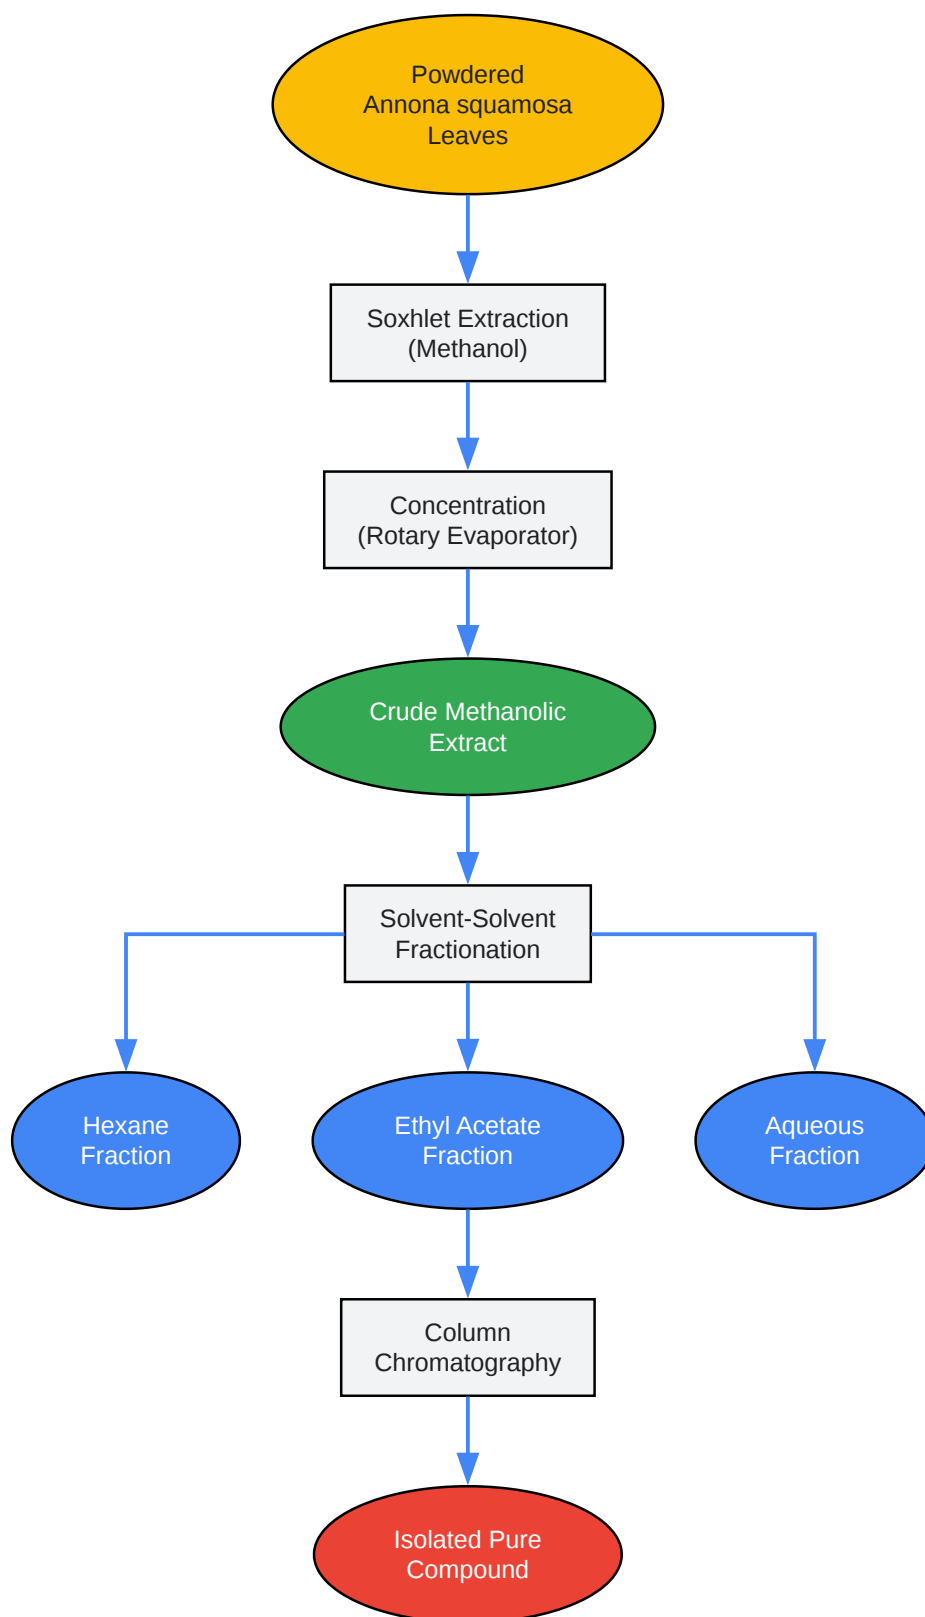 Powdered
Annona squamosa
Leaves
Soxhlet Extraction
(Methanol)
Concentration
(Rotary Evaporator)
Crude Methanolic
Extract
Solvent-Solvent
Fractionation
Hexane
Fraction
Ethyl Acetate
Fraction
Aqueous
Fraction
Column
Chromatography
Isolated Pure
Compound